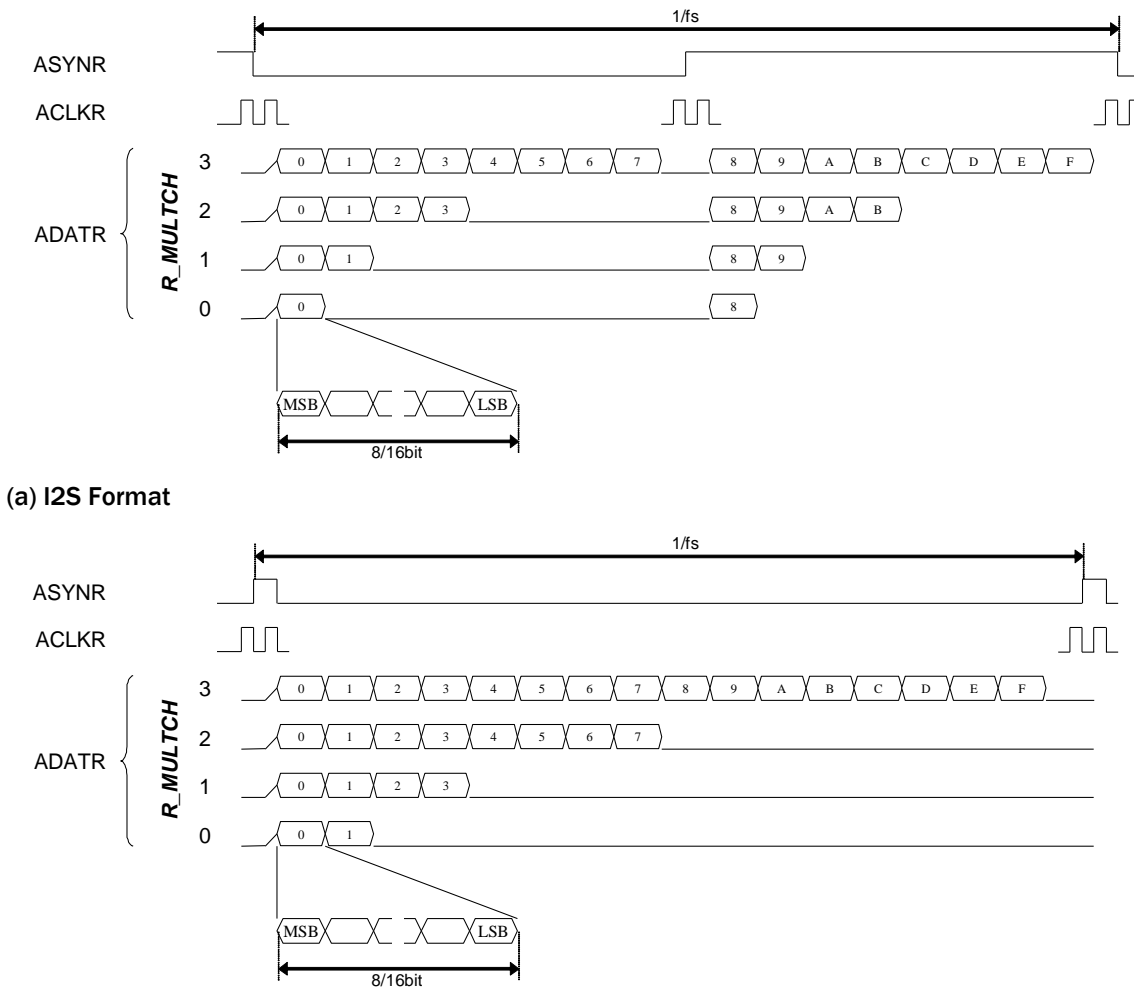 1/fs
ASYNR
ACLKR
ADATR
R_MULTCH
3 0 1 2 3 4 5 6 7 8 9 A B C D E F
2 0 1 2 3 8 9 A B
1 0 1 8 9
0 0 8
MSB LSB
8/16bit
(a) I2S Format
1/fs
ASYNR
ACLKR
ADATR
R_MULTCH
3 0 1 2 3 4 5 6 7 8 9 A B C D E F
2 0 1 2 3 4 5 6 7
1 0 1 2 3
0 0 1
MSB LSB
8/16bit